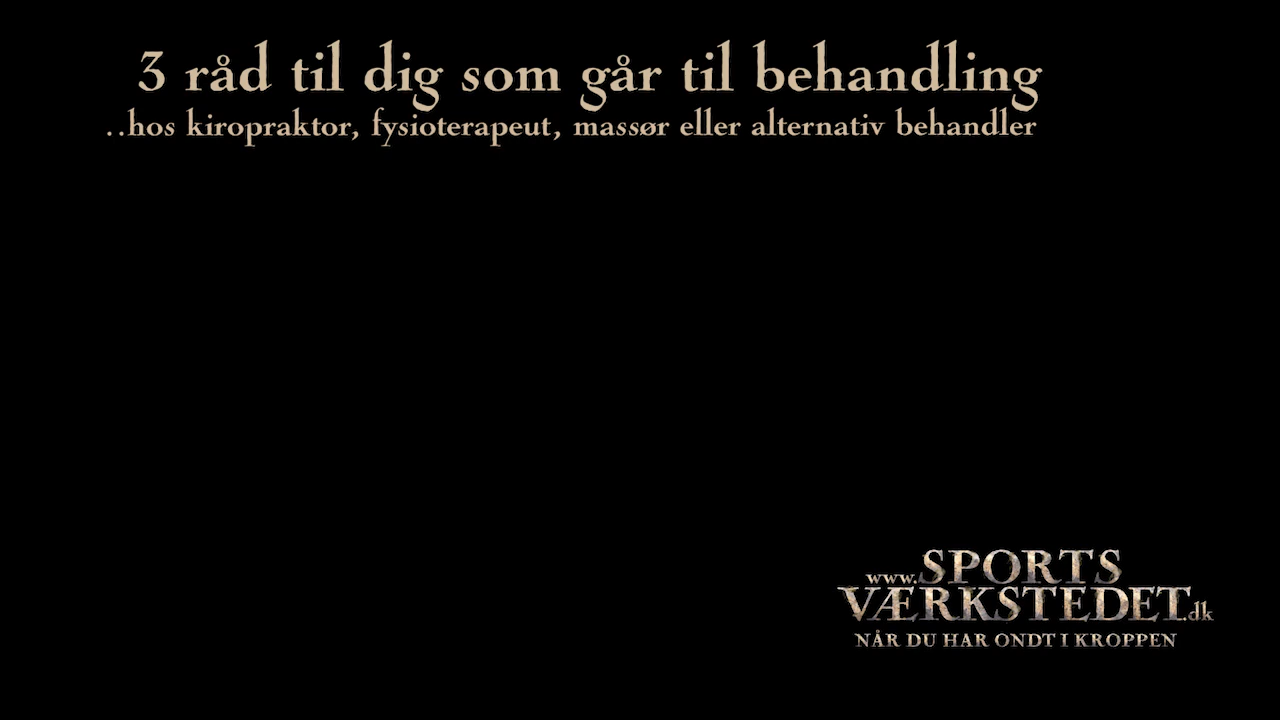 3 råd til dig som går til behandling
..hos kiropraktor, fysioterapeut, massør eller alternativ behandler
www.SPORTS
VÆRKSTEDET.dk
NÅR DU HAR ONDT I KROPPEN